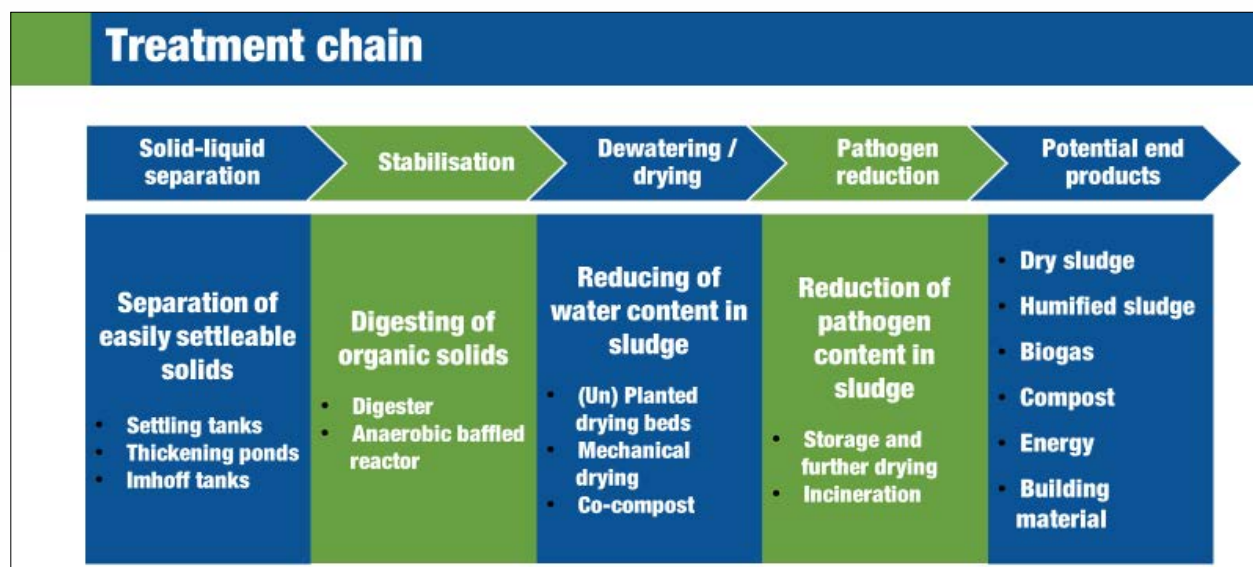 Treatment chain
Solid-liquid
separation
Stabilisation
Dewatering /
drying
Pathogen
reduction
Potential end
products
Separation of
easily settleable
solids
• Settling tanks
• Thickening ponds
• Imhoff tanks
Digesting of
organic solids
• Digester
• Anaerobic baffled
reactor
Reducing of
water content in
sludge
• (Un) Planted
drying beds
• Mechanical
drying
• Co-compost
Reduction of
pathogen
content in
sludge
• Storage and
further drying
• Incineration
• Dry sludge
• Humified sludge
• Biogas
• Compost
• Energy
• Building
material